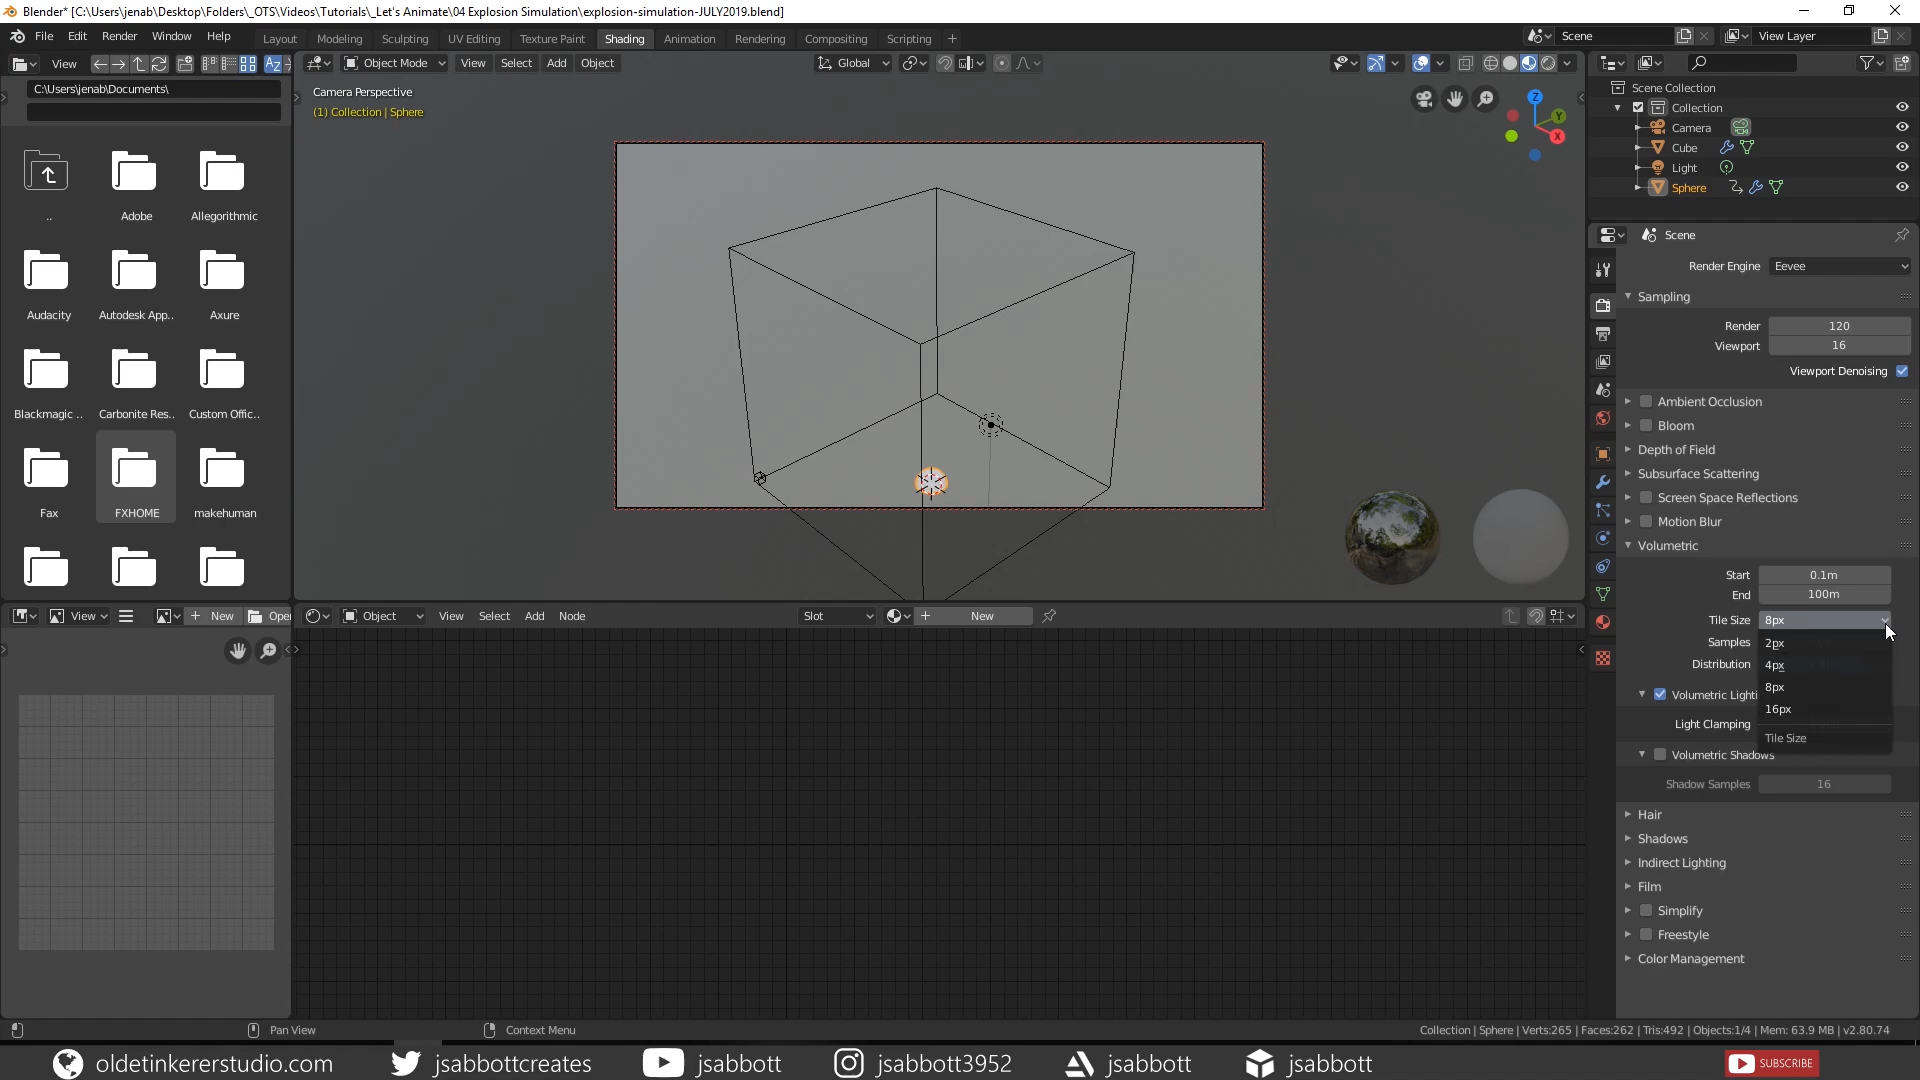 Blender* [C:\Users\jenab\Desktop\Folders\_OTS\Videos\Tutorials\_Let's Animate\04 Explosion Simulation\explosion-simulation-JULY2019.blend]
File Edit Render Window Help Layout Modeling Sculpting UV Editing Texture Paint Shading Animation Rendering Compositing Scripting + Scene View Layer
View AZ Object Mode View Select Add Object Global
C:\Users\jenab\Documents\
Camera Perspective
(1) Collection | Sphere
Z
Y
X
.. Adobe Allegorithmic
Audacity Autodesk App.. Axure
Blackmagic .. Carbonite Res.. Custom Offic..
Fax FXHOME makehuman
Scene Collection
Collection
Camera
Cube
Light
Sphere
Scene
Render Engine Eevee
Sampling
Render 120
Viewport 16
Viewport Denoising
Ambient Occlusion
Bloom
Depth of Field
Subsurface Scattering
Screen Space Reflections
Motion Blur
Volumetric
Start 0.1m
End 100m
Tile Size 8px
Samples 2px
4px
Distribution
8px
Volumetric Lighti
16px
Light Clamping
Tile Size
Volumetric Shadows
Shadow Samples 16
Hair
Shadows
Indirect Lighting
Film
Simplify
Freestyle
Color Management
View + New Open Object View Select Add Node Slot + New
Pan View Context Menu Collection | Sphere | Verts:265 | Faces:262 | Tris:492 | Objects:1/4 | Mem: 63.9 MB | v2.80.74
oldetinkererstudio.com jsabbottcreates jsabbott jsabbott3952 jsabbott jsabbott SUBSCRIBE